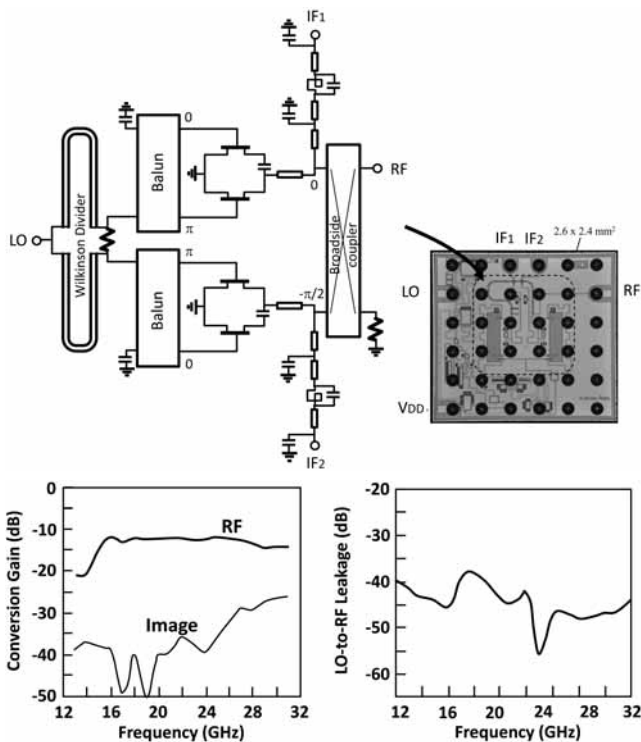 IF1
0
Balun
RF
Wilkinson Divider
0
π
Broadside
coupler
IF1 IF2
2.6 x 2.4 mm²
LO
π
LO
RF
Balun
-π/2
0
VDD
IF2
0
-10
-20
-30
-40
-50
Conversion Gain (dB)
RF
Image
12 16 20 24 28 32
Frequency (GHz)
-20
-30
-40
-50
-60
LO-to-RF Leakage (dB)
12 16 20 24 28 32
Frequency (GHz)